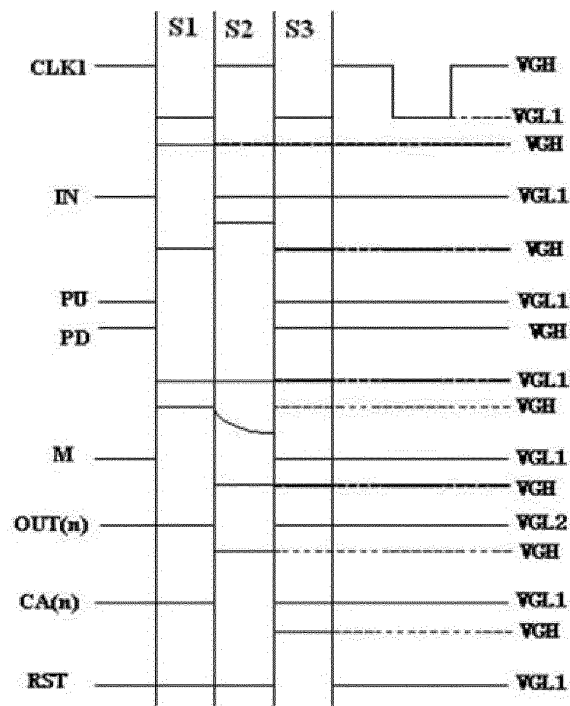 S1 S2 S3
CLK1 VGH
VGL1
VGH
IN VGL1
VGH
PU VGL1
PD VGH
VGL1
VGH
M VGL1
VGH
OUT(n) VGL2
VGH
CA(n) VGL1
VGH
RST VGL1